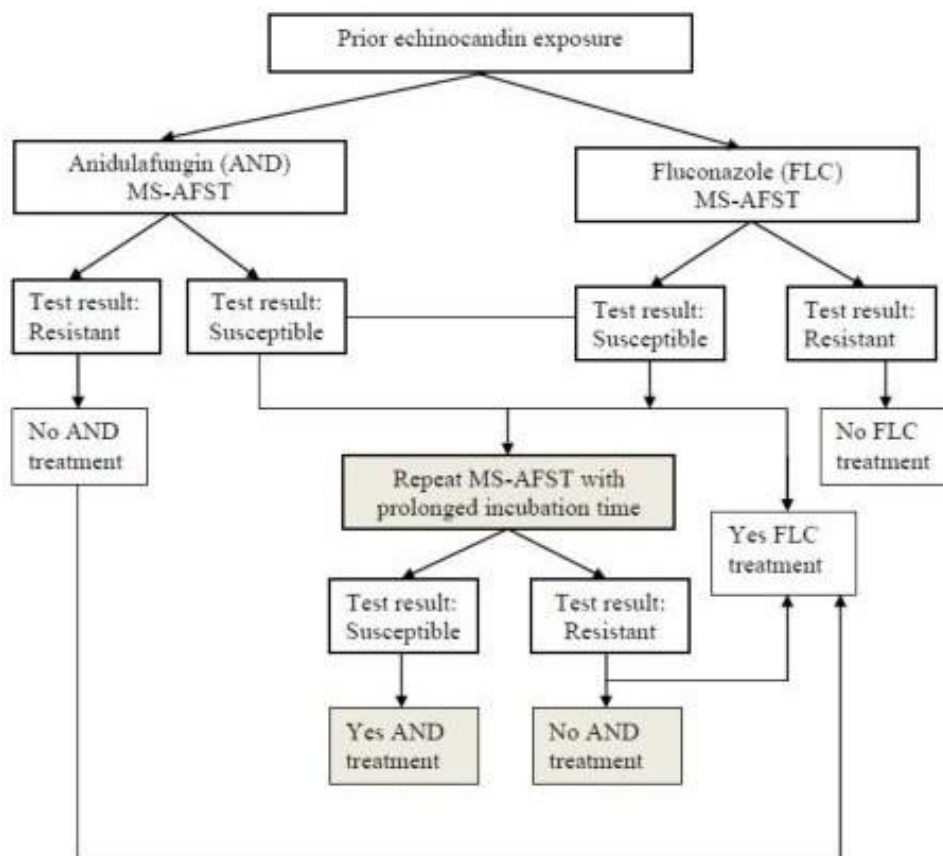 Prior echinocandin exposure
Anidulafungin (AND)
MS-AFST
Fluconazole (FLC)
MS-AFST
Test result:
Resistant
Test result:
Susceptible
Test result:
Susceptible
Test result:
Resistant
No AND
treatment
No FLC
treatment
Repeat MS-AFST with
prolonged incubation time
Yes FLC
treatment
Test result:
Susceptible
Test result:
Resistant
Yes AND
treatment
No AND
treatment